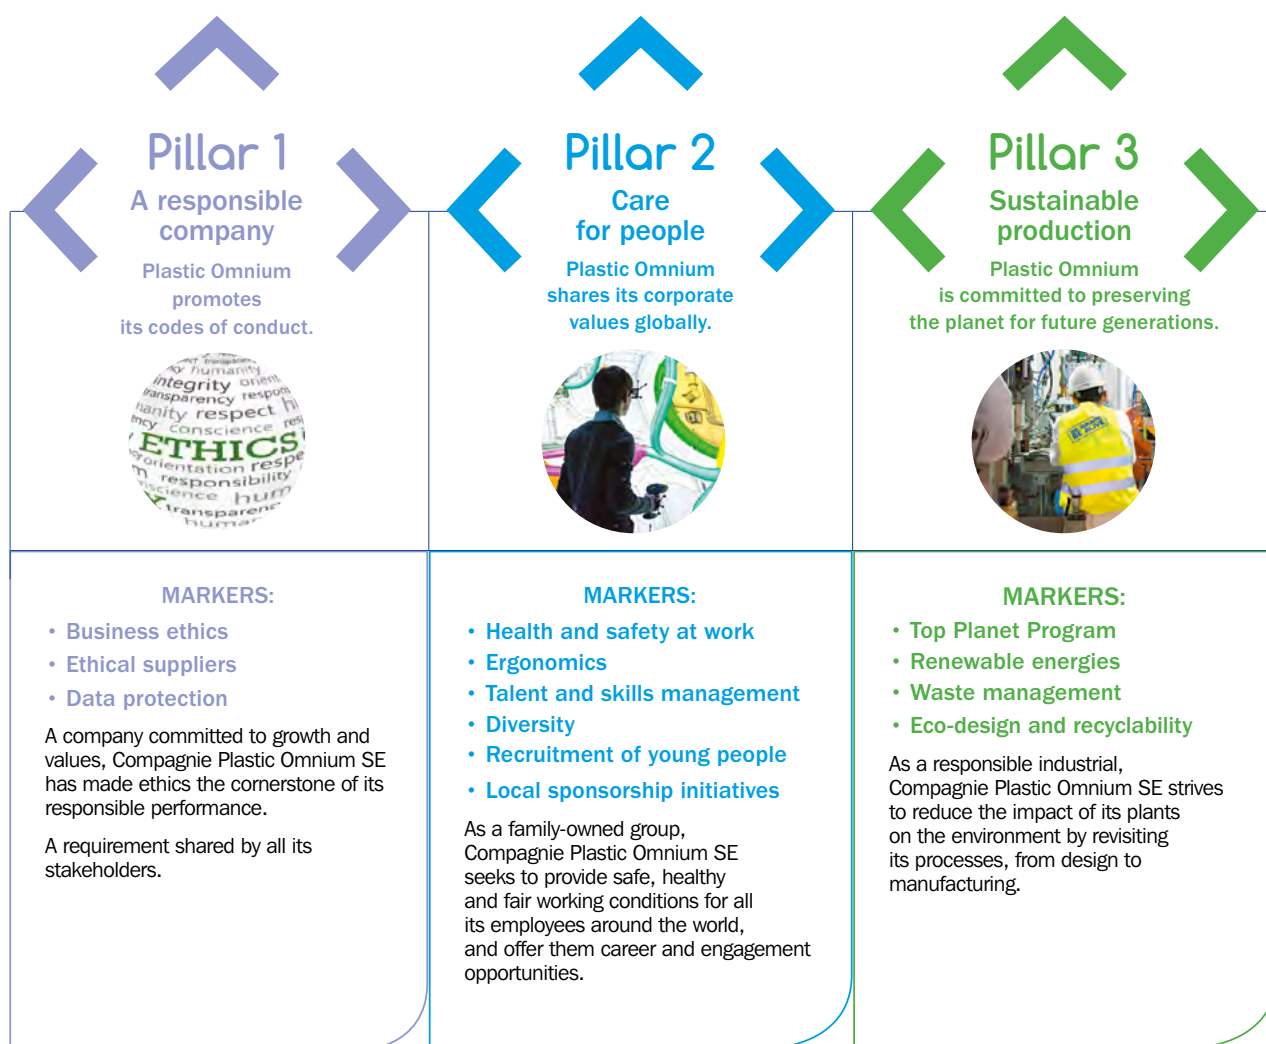 Pillar 1
A responsible
company
Plastic Omnium
promotes
its codes of conduct.
humanity
integrity orient
transparency respon
respect
conscience
ETHICS
orientation respe
responsibility
hum
transparenc
human
MARKERS:
• Business ethics
• Ethical suppliers
• Data protection
A company committed to growth and
values, Compagnie Plastic Omnium SE
has made ethics the cornerstone of its
responsible performance.
A requirement shared by all its
stakeholders.
Pillar 2
Care
for people
Plastic Omnium
shares its corporate
values globally.
MARKERS:
• Health and safety at work
• Ergonomics
• Talent and skills management
• Diversity
• Recruitment of young people
• Local sponsorship initiatives
As a family-owned group,
Compagnie Plastic Omnium SE
seeks to provide safe, healthy
and fair working conditions for all
its employees around the world,
and offer them career and engagement
opportunities.
Pillar 3
Sustainable
production
Plastic Omnium
is committed to preserving
the planet for future generations.
MARKERS:
• Top Planet Program
• Renewable energies
• Waste management
• Eco-design and recyclability
As a responsible industrial,
Compagnie Plastic Omnium SE strives
to reduce the impact of its plants
on the environment by revisiting
its processes, from design to
manufacturing.